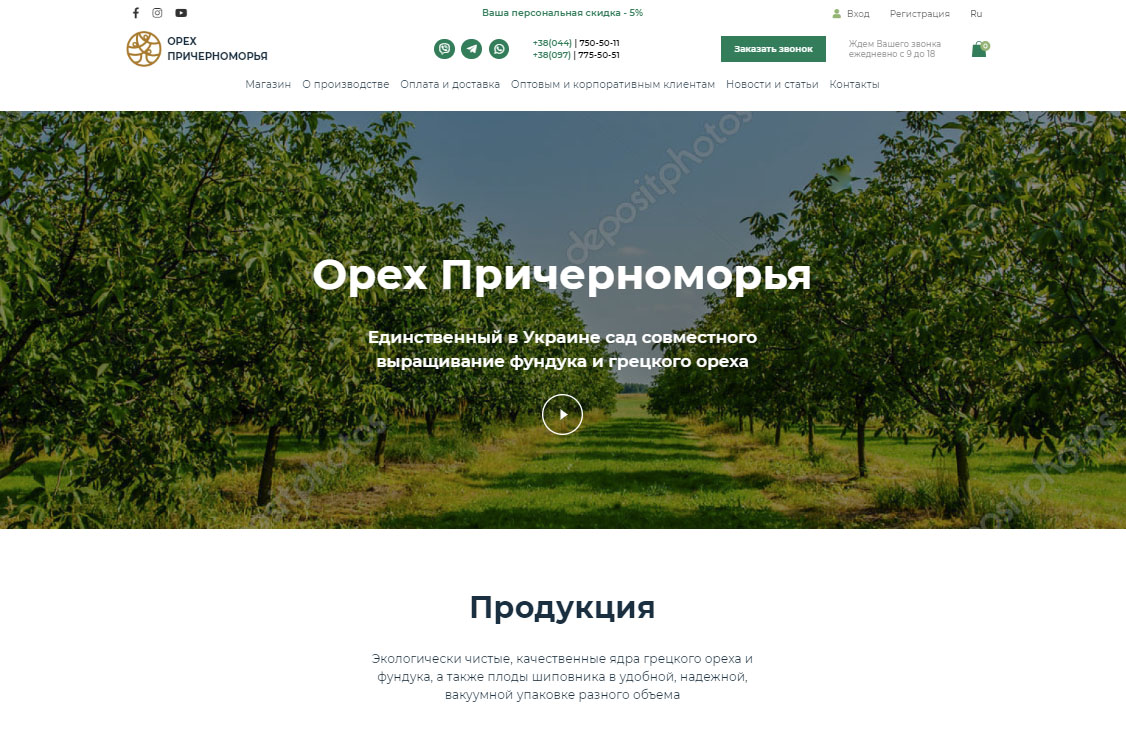 Ваша персональная скидка - 5%
Вход
Регистрация
Ru
ОРЕХ
ПРИЧЕРНОМОРЬЯ
+38(044) | 750-50-11
+38(097) | 775-50-51
Заказать звонок
Ждем Вашего звонка
ежедневно с 9 до 18
0
Магазин О производстве Оплата и доставка Оптовым и корпоративным клиентам Новости и статьи Контакты
depositphotos
Орех Причерноморья
Единственный в Украине сад совместного
выращивание фундука и грецкого ореха
depositphotos
depositphotos
Продукция
Экологически чистые, качественные ядра грецкого ореха и
фундука, а также плоды шиповника в удобной, надежной,
вакуумной упаковке разного объема